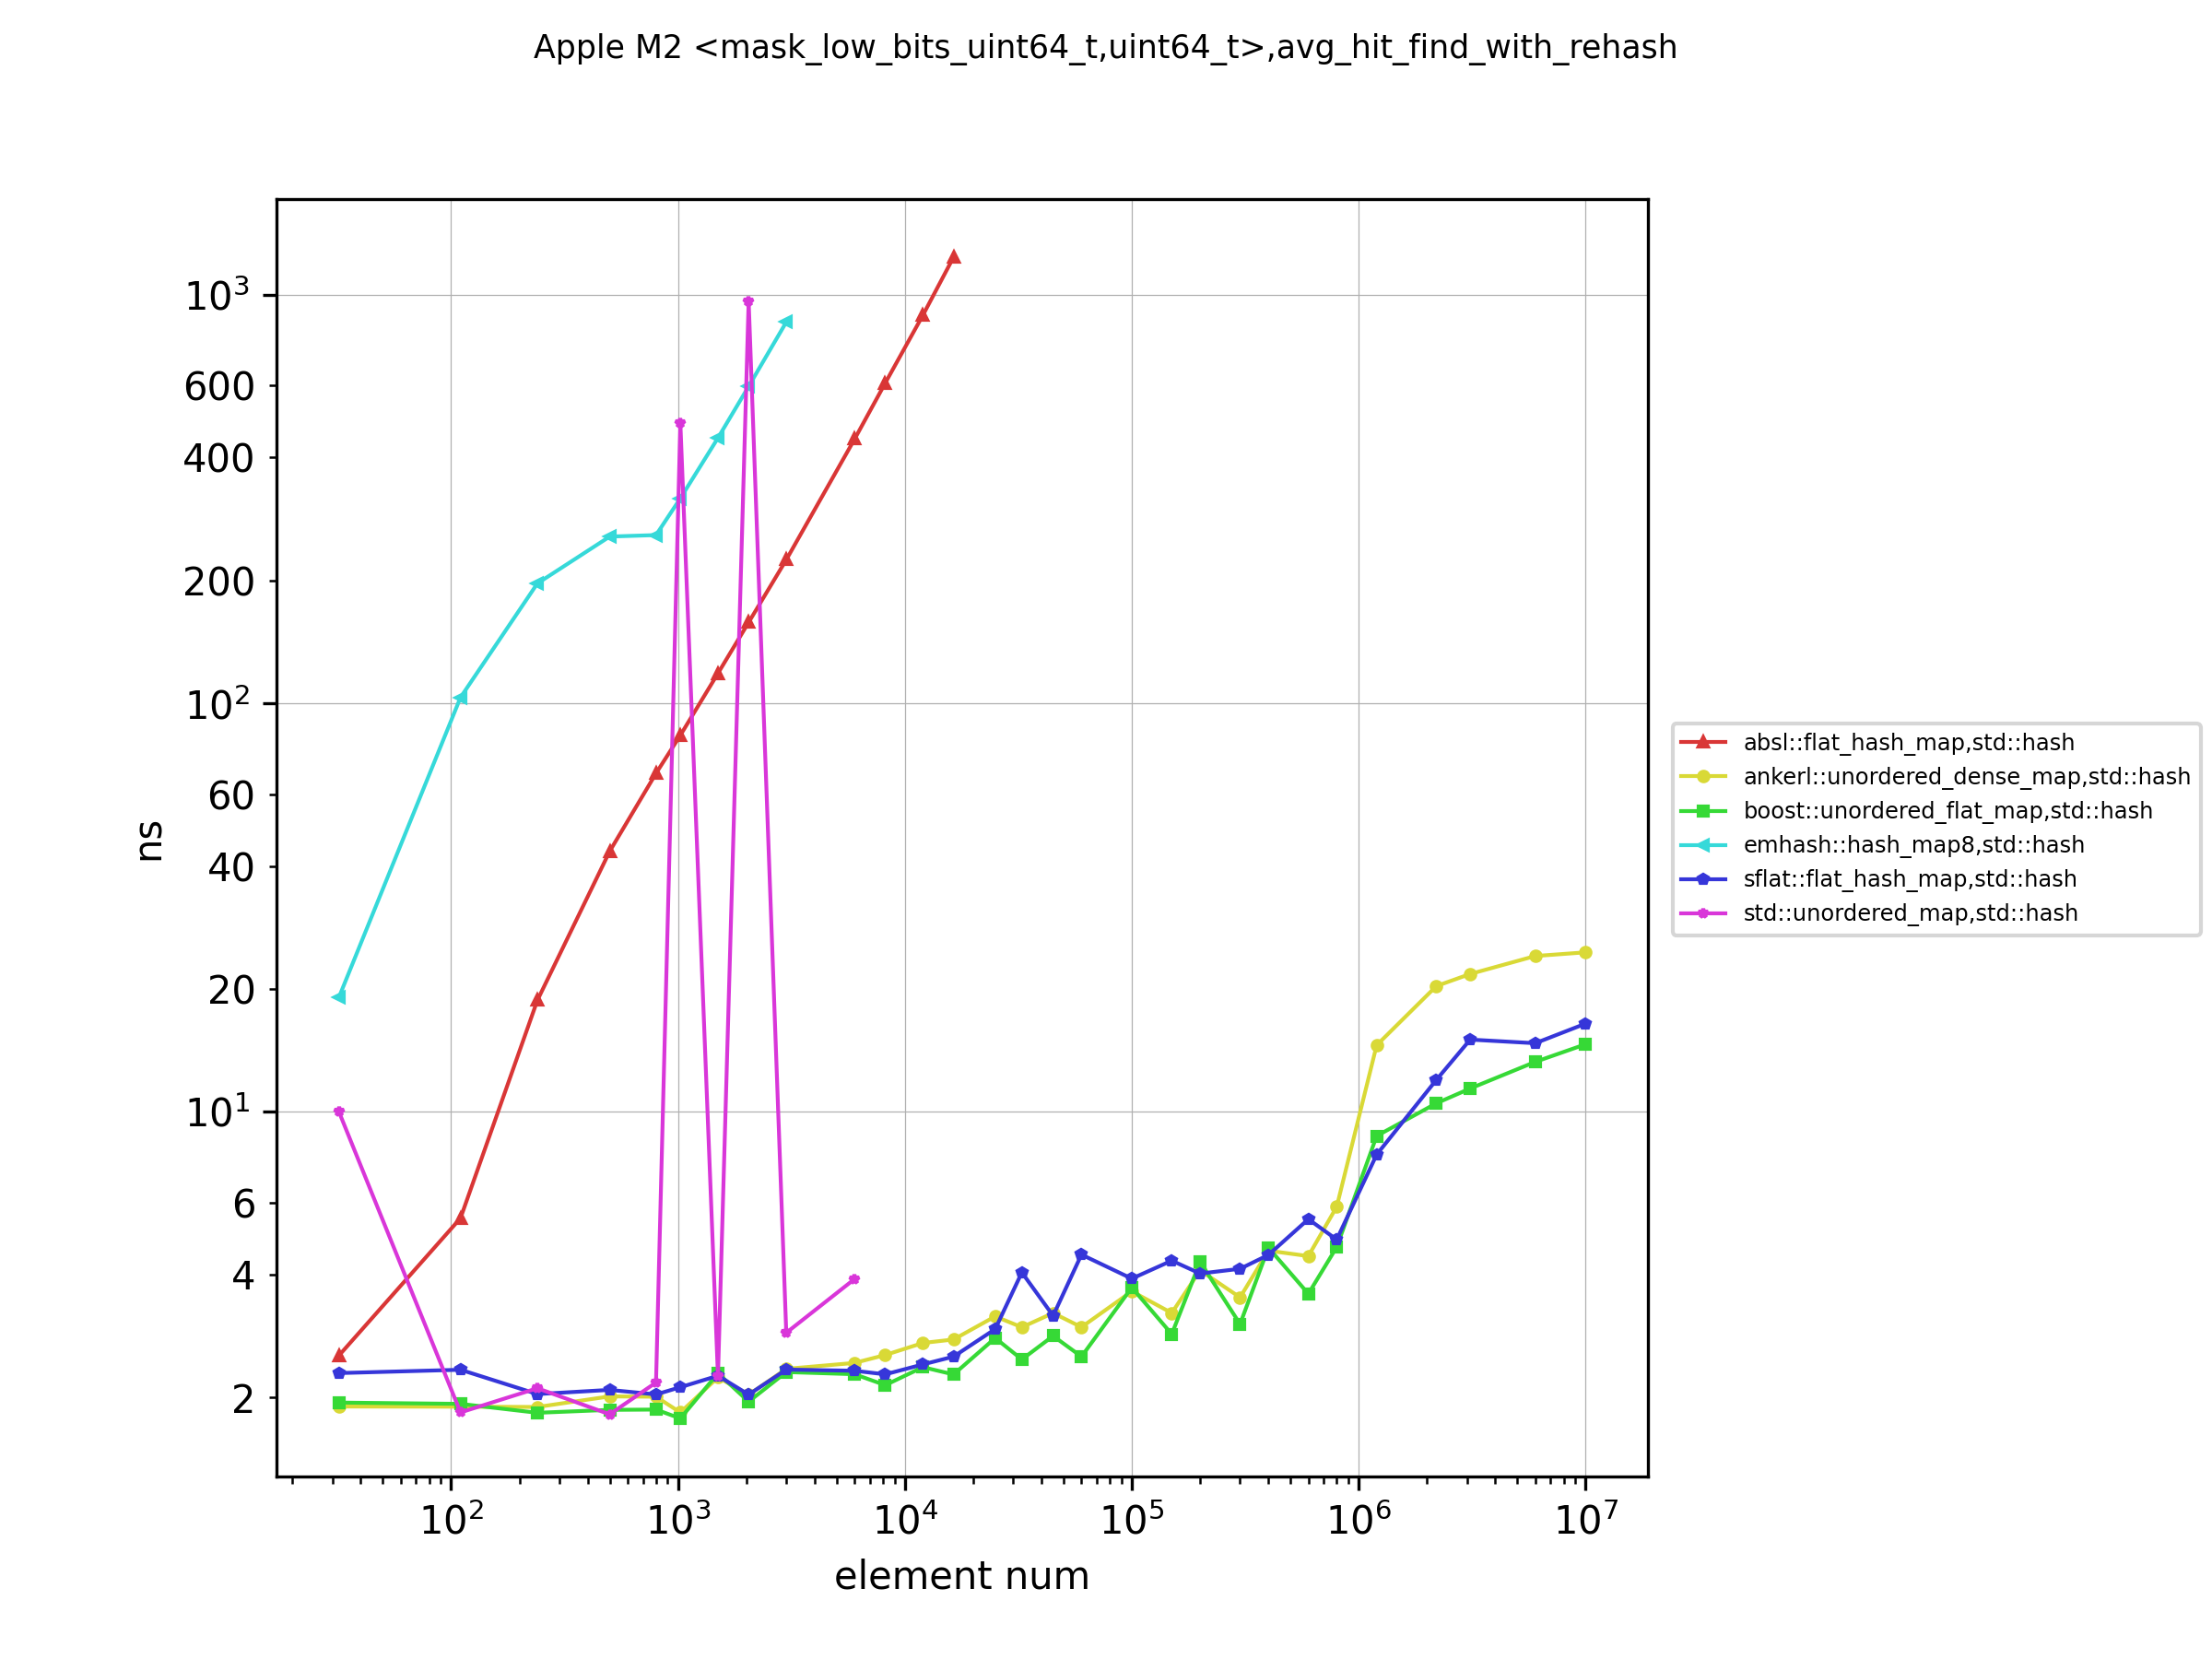 Apple M2 <mask_low_bits_uint64_t,uint64_t>,avg_hit_find_with_rehash
10³
600
400
200
10²
60
40
20
10¹
6
4
2
ns
10² 10³ 10⁴ 10⁵ 10⁶ 10⁷
element num
absl::flat_hash_map,std::hash
ankerl::unordered_dense_map,std::hash
boost::unordered_flat_map,std::hash
emhash::hash_map8,std::hash
sflat::flat_hash_map,std::hash
std::unordered_map,std::hash